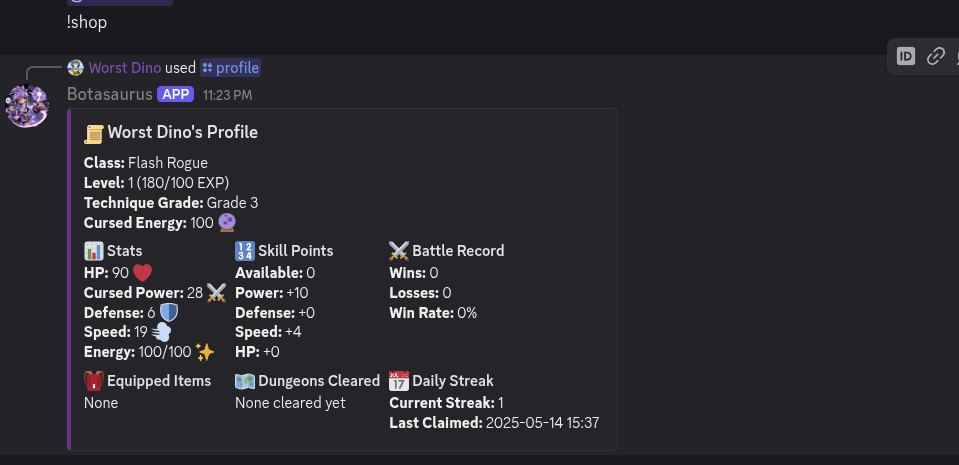 !shop
Worst Dino used profile
Botasaurus APP 11:23 PM
ID
Worst Dino's Profile
Class: Flash Rogue
Level: 1 (180/100 EXP)
Technique Grade: Grade 3
Cursed Energy: 100
Stats
HP: 90
Cursed Power: 28
Defense: 6
Speed: 19
Energy: 100/100
Skill Points
Available: 0
Power: +10
Defense: +0
Speed: +4
HP: +0
Battle Record
Wins: 0
Losses: 0
Win Rate: 0%
Equipped Items
None
Dungeons Cleared
None cleared yet
Daily Streak
Current Streak: 1
Last Claimed: 2025-05-14 15:37